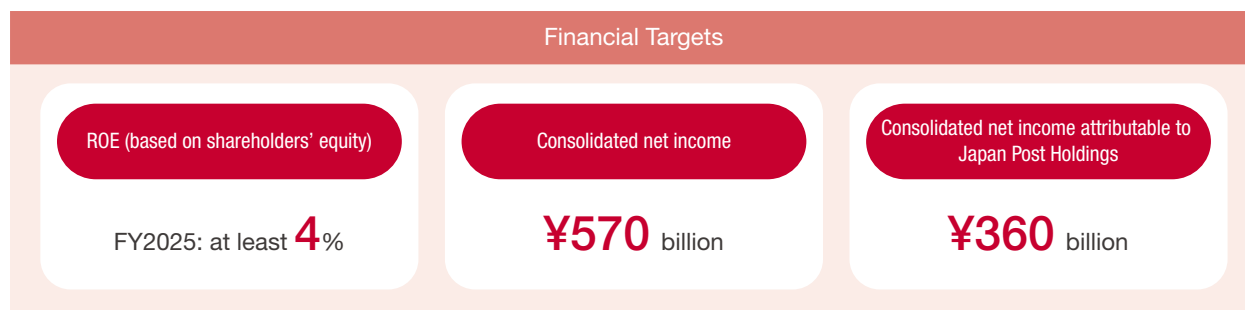 Financial Targets
ROE (based on shareholders’ equity)
FY2025: at least 4%
Consolidated net income
¥570 billion
Consolidated net income attributable to
Japan Post Holdings
¥360 billion